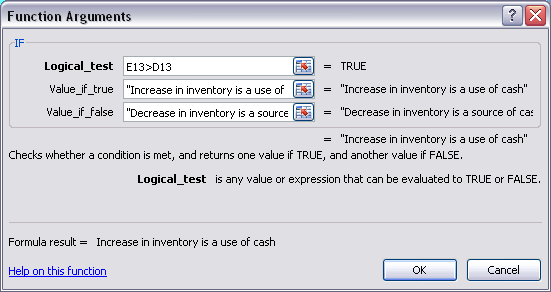 Function Arguments
IF
Logical_test E13>D13 = TRUE
Value_if_true "Increase in inventory is a use of = "Increase in inventory is a use of cash"
Value_if_false "Decrease in inventory is a source = "Decrease in inventory is a source of cas
= "Increase in inventory is a use of cash"
Checks whether a condition is met, and returns one value if TRUE, and another value if FALSE.
Logical_test is any value or expression that can be evaluated to TRUE or FALSE.
Formula result = Increase in inventory is a use of cash
Help on this function OK Cancel